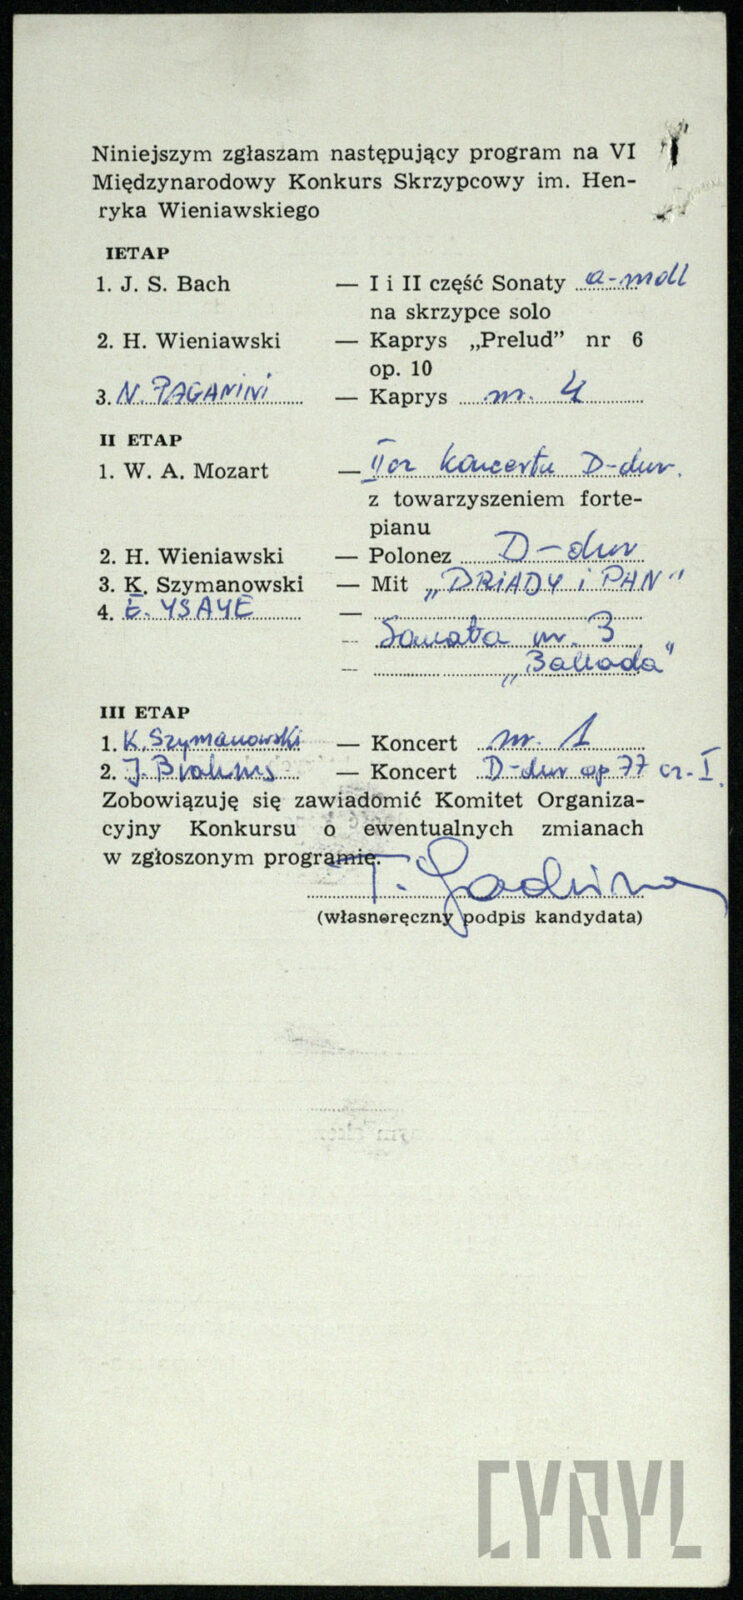 Niniejszym zgłaszam następujący program na VI
Międzynarodowy Konkurs Skrzypcowy im. Hen-
ryka Wieniawskiego
I ETAP
1. J. S. Bach — I i II część Sonaty a-moll
na skrzypce solo
2. H. Wieniawski — Kaprys „Prelud” nr 6
op. 10
3. N. PAGANINI — Kaprys nr. 4
II ETAP
1. W. A. Mozart — II cz koncertu D-dur.
z towarzyszeniem forte-
pianu
2. H. Wieniawski — Polonez D-dur
3. K. Szymanowski — Mit „DRIADY i PAN”
4. E. YSAYE —
— Sonata nr. 3
— „Ballada”
III ETAP
1. K. Szymanowski — Koncert nr. 1
2. J. Brahms — Koncert D-dur op 77 cz. I.
Zobowiązuję się zawiadomić Komitet Organiza-
cyjny Konkursu o ewentualnych zmianach
w zgłoszonym programie.
T. Gadzina
(własnoręczny podpis kandydata)
CYRYL